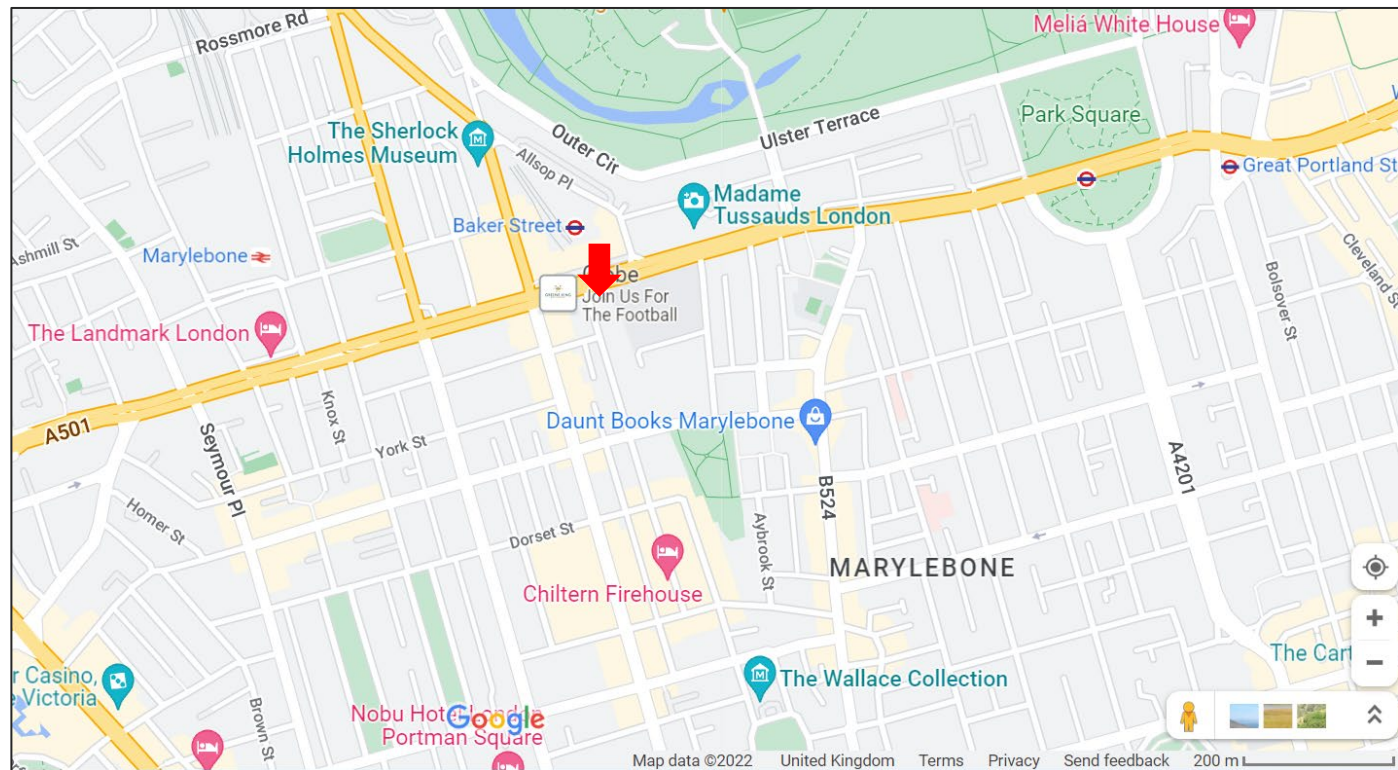 Meliá White House
Rossmore Rd
Park Square
The Sherlock
Holmes Museum
Outer Cir
Ulster Terrace
Allsop Pl
Great Portland St
Madame
Tussauds London
Baker Street
Ashmill St
Marylebone
Cleveland St
Bolsover St
GREENE KING
Join Us For
The Football
The Landmark London
Knox St
A501
Seymour Pl
York St
Daunt Books Marylebone
A4201
B524
Homer St
Dorset St
Aybrook St
MARYLEBONE
Chiltern Firehouse
The Wallace Collection
The Cart
r Casino,
e Victoria
Brown St
Nobu Hotel London
Portman Square
Google
Map data ©2022 United Kingdom Terms Privacy Send feedback 200 m